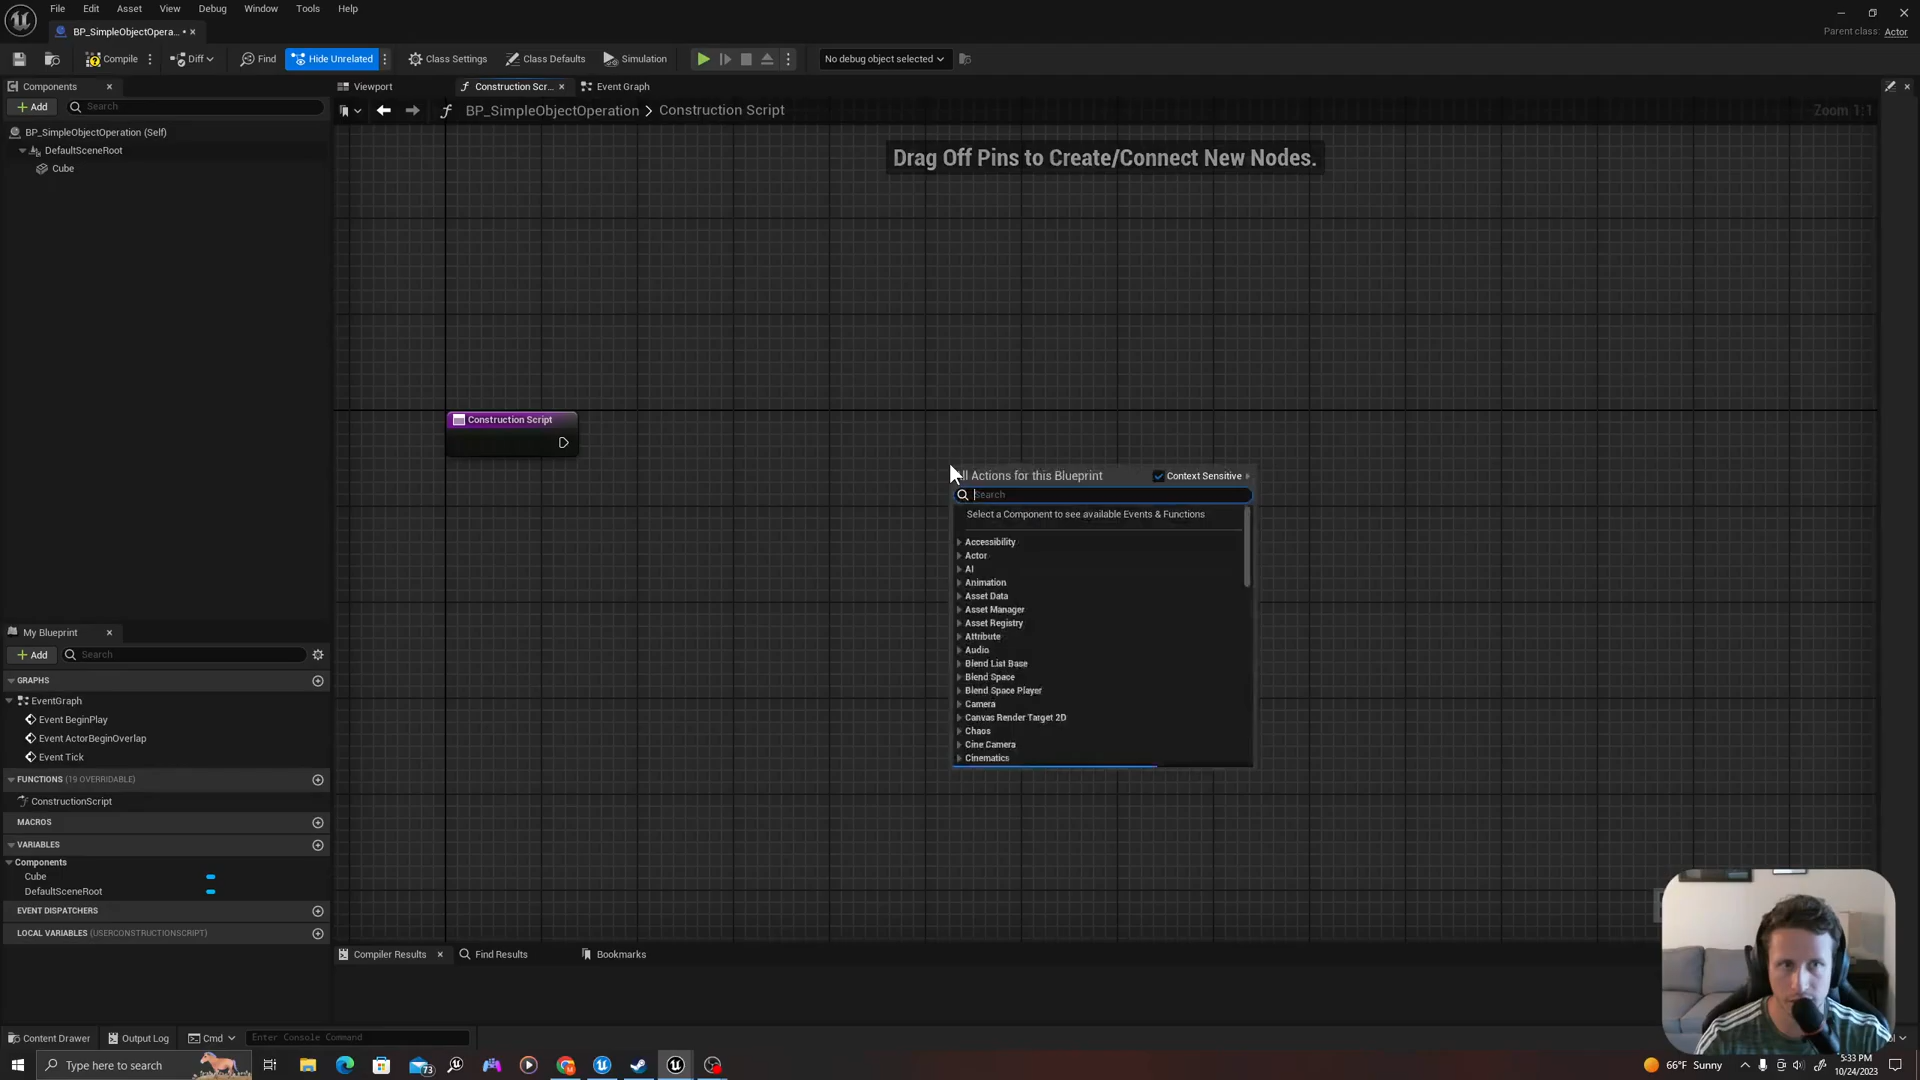 File Edit Asset View Debug Window Tools Help
BP_SimpleObjectOpera... •
Parent class: Actor
Compile Diff Find Hide Unrelated Class Settings Class Defaults Simulation No debug object selected
Components
Viewport Construction Scr... Event Graph
Add Search
BP_SimpleObjectOperation > Construction Script
Zoom 1:1
BP_SimpleObjectOperation (Self)
DefaultSceneRoot
Cube
Drag Off Pins to Create/Connect New Nodes.
Construction Script
All Actions for this Blueprint Context Sensitive
Search
Select a Component to see available Events & Functions
Accessibility
Actor
AI
Animation
Asset Data
Asset Manager
Asset Registry
Attribute
Audio
Blend List Base
Blend Space
Blend Space Player
Camera
Canvas Render Target 2D
Chaos
Cine Camera
Cinematics
My Blueprint
Add Search
GRAPHS
EventGraph
Event BeginPlay
Event ActorBeginOverlap
Event Tick
FUNCTIONS (19 OVERRIDABLE)
ConstructionScript
MACROS
VARIABLES
Components
Cube
DefaultSceneRoot
EVENT DISPATCHERS
LOCAL VARIABLES (USERCONSTRUCTIONSCRIPT)
Compiler Results Find Results Bookmarks
Content Drawer Output Log Cmd Enter Console Command
Type here to search
73
66°F Sunny
5:33 PM
10/24/2023